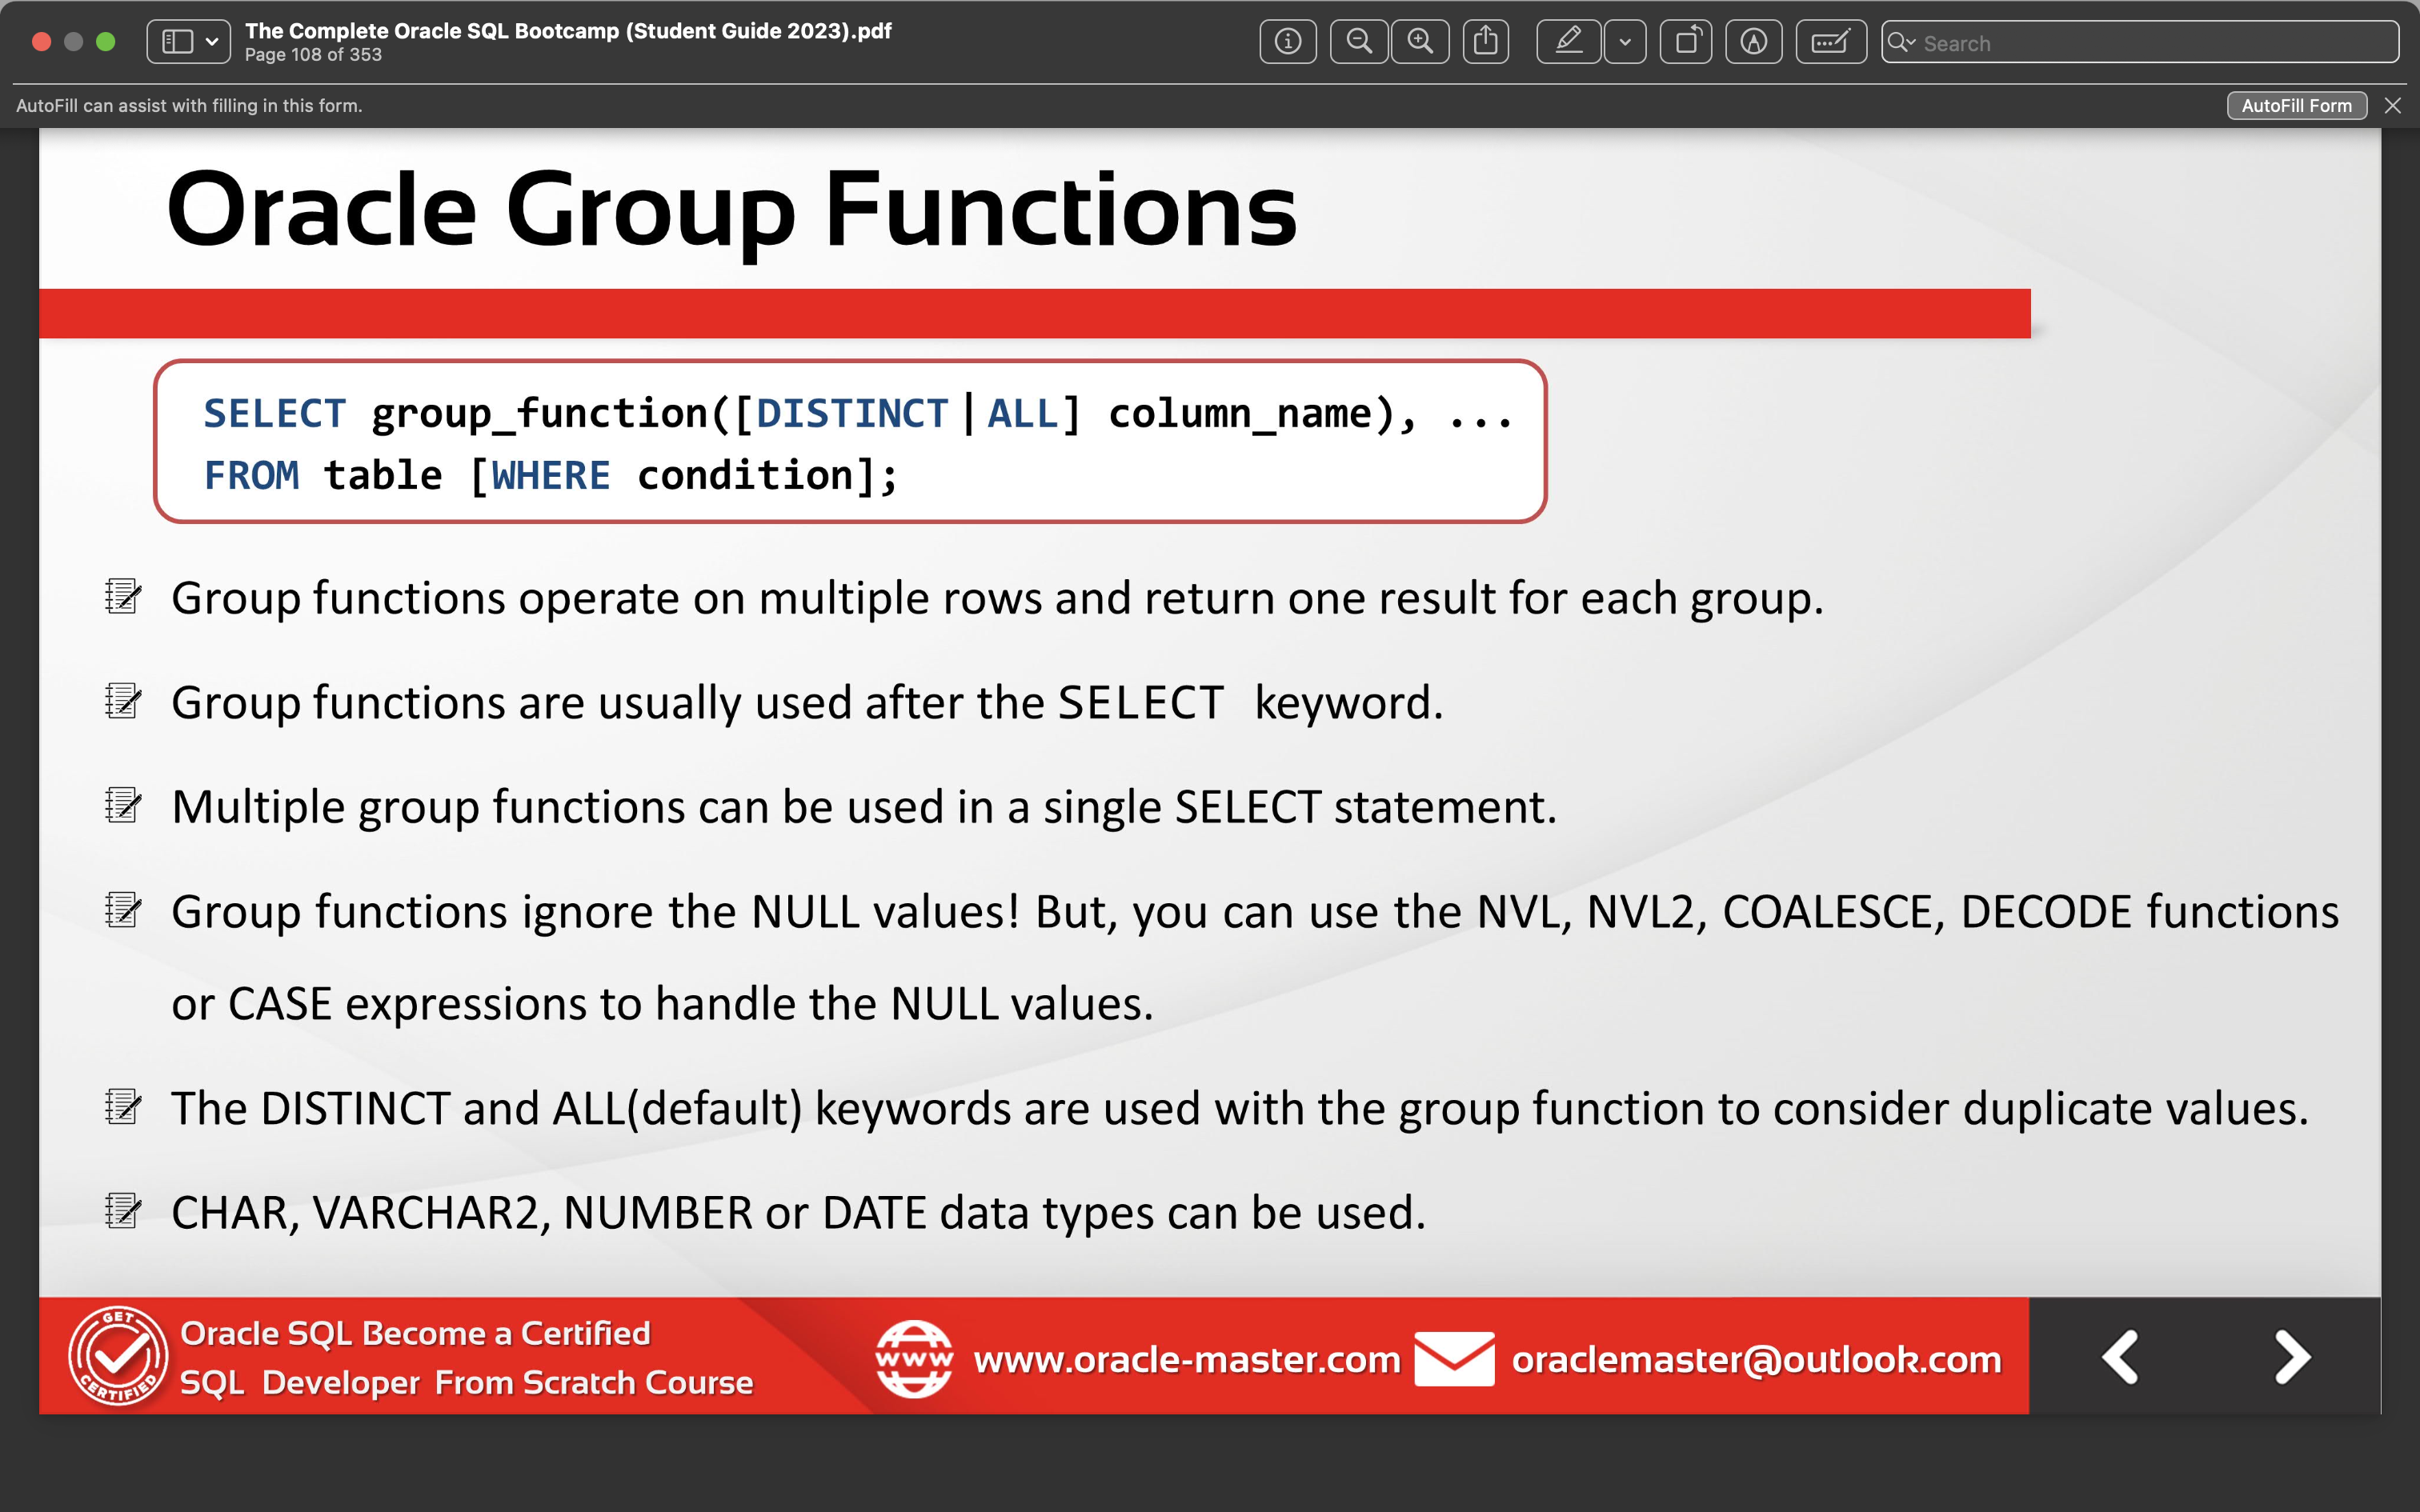 The Complete Oracle SQL Bootcamp (Student Guide 2023).pdf
Page 108 of 353
Search
AutoFill can assist with filling in this form.
AutoFill Form
Oracle Group Functions
SELECT group_function([DISTINCT|ALL] column_name), ...
FROM table [WHERE condition];
Group functions operate on multiple rows and return one result for each group.
Group functions are usually used after the SELECT keyword.
Multiple group functions can be used in a single SELECT statement.
Group functions ignore the NULL values! But, you can use the NVL, NVL2, COALESCE, DECODE functions
or CASE expressions to handle the NULL values.
The DISTINCT and ALL(default) keywords are used with the group function to consider duplicate values.
CHAR, VARCHAR2, NUMBER or DATE data types can be used.
GET
CERTIFIED
Oracle SQL Become a Certified
SQL Developer From Scratch Course
www
www.oracle-master.com
oraclemaster@outlook.com